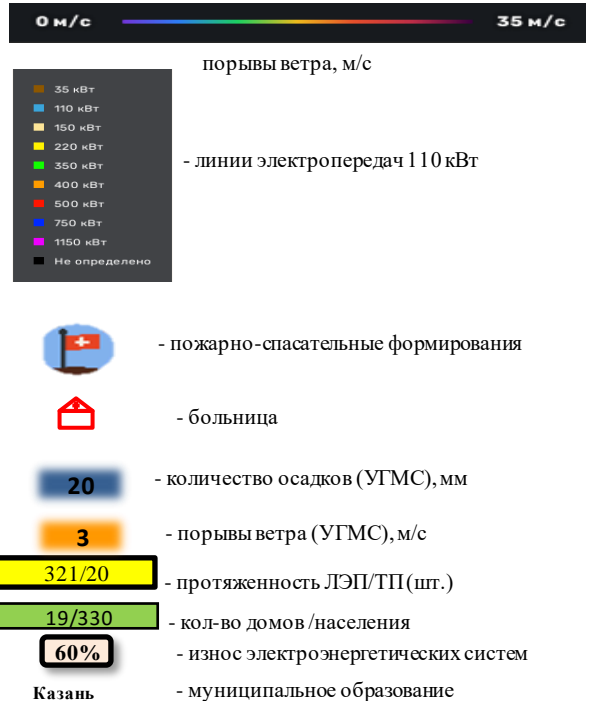 0 м/с 35 м/с
порывы ветра, м/с
35 кВт
110 кВт
150 кВт
220 кВт
350 кВт
400 кВт
500 кВт
750 кВт
1150 кВт
Не определено
- линии электропередач 110 кВт
- пожарно-спасательные формирования
- больница
20 - количество осадков (УГМС), мм
3 - порывы ветра (УГМС), м/с
321/20 - протяженность ЛЭП/ТП (шт.)
19/330 - кол-во домов /населения
60% - износ электроэнергетических систем
Казань - муниципальное образование